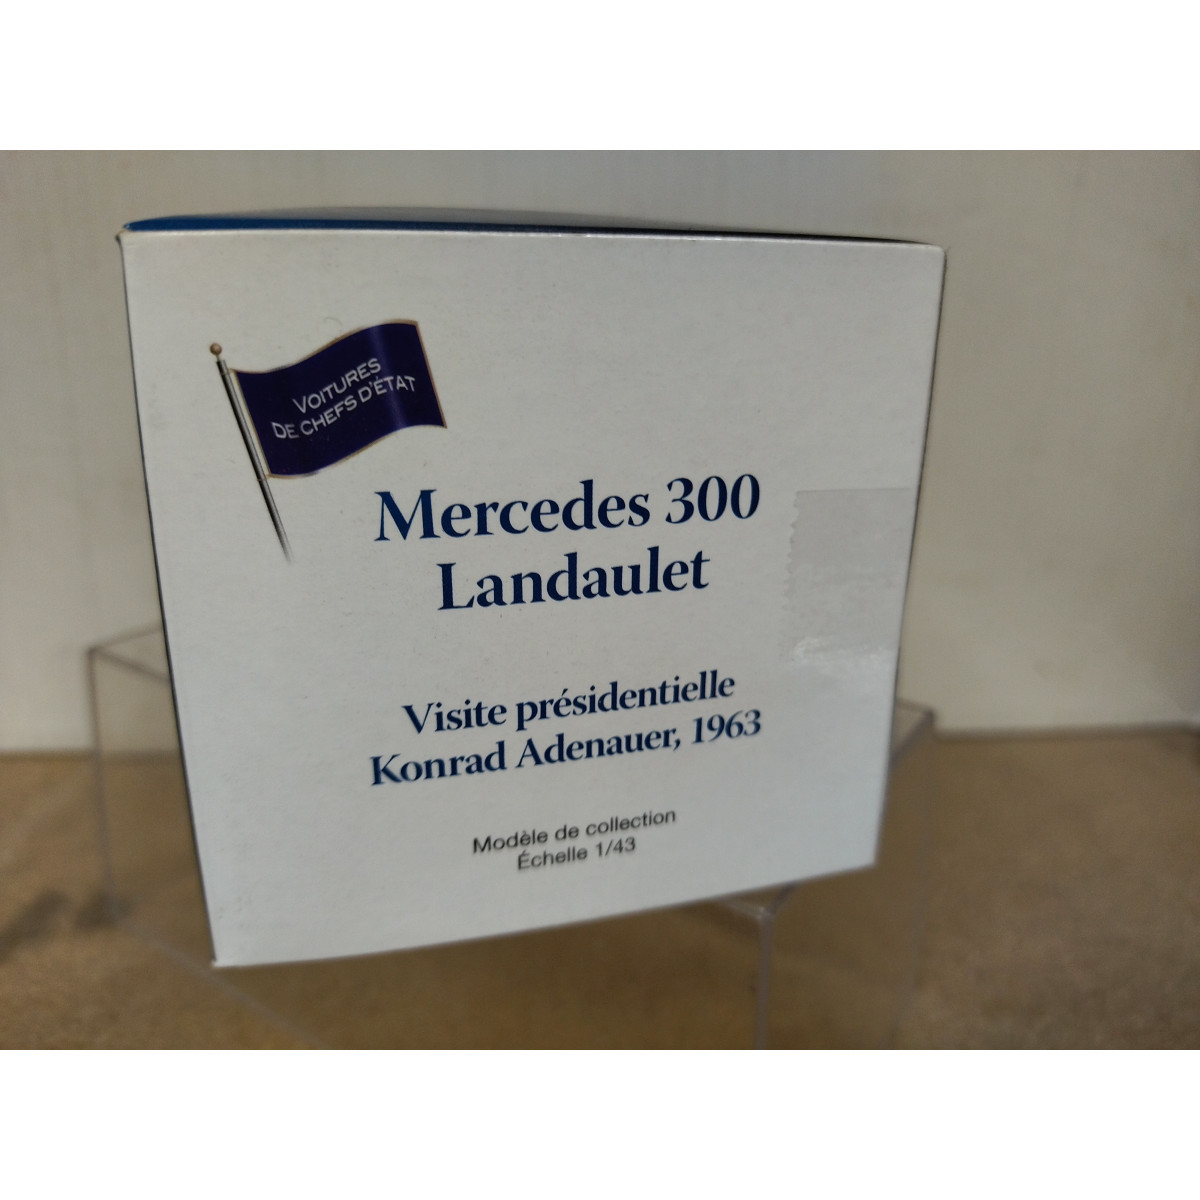 VOITURES
DE CHEFS D'ÉTAT
Mercedes 300
Landaulet
Visite présidentielle
Konrad Adenauer, 1963
Modèle de collection
Échelle 1/43